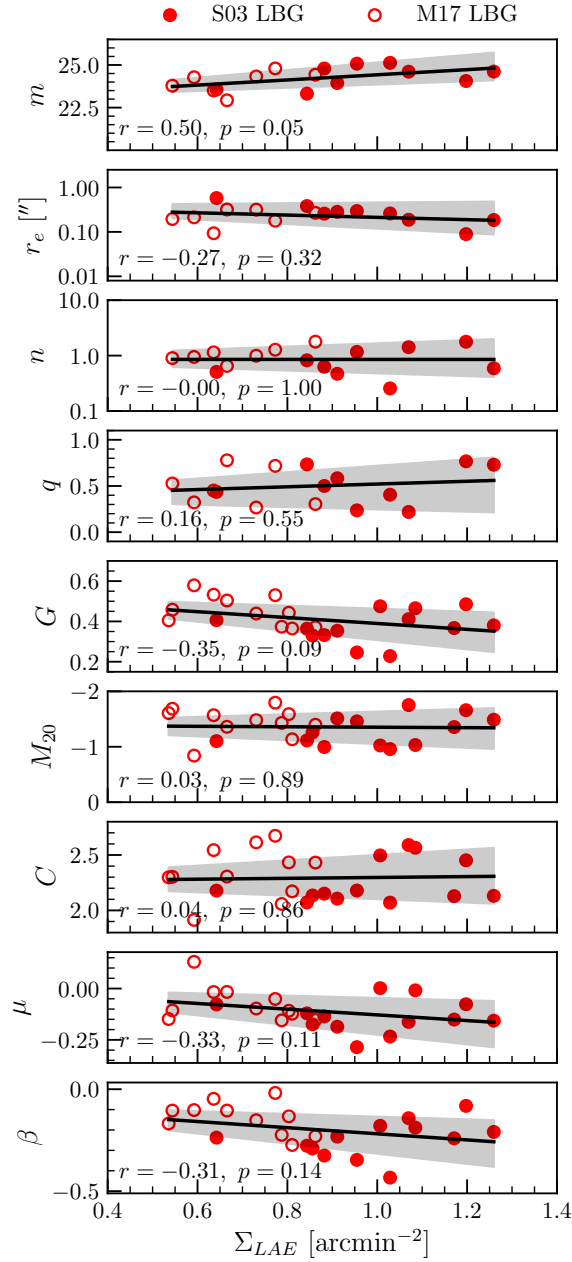 S03 LBG M17 LBG
25.0
22.5
m
r = 0.50, p = 0.05
1.00
0.10
0.01
r_e [″]
r = −0.27, p = 0.32
10.0
1.0
0.1
n
r = −0.00, p = 1.00
1.0
0.5
0.0
q
r = 0.16, p = 0.55
0.6
0.4
0.2
G
r = −0.35, p = 0.09
−2
−1
0
M_{20}
r = 0.03, p = 0.89
2.5
2.0
C
r = 0.04, p = 0.86
0.00
−0.25
μ
r = −0.33, p = 0.11
0.0
−0.5
β
r = −0.31, p = 0.14
0.4 0.6 0.8 1.0 1.2 1.4
Σ_{LAE} [arcmin^{−2}]